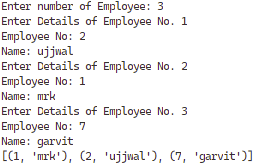 Enter number of Employee: 3
Enter Details of Employee No. 1
Employee No: 2
Name: ujjwal
Enter Details of Employee No. 2
Employee No: 1
Name: mrk
Enter Details of Employee No. 3
Employee No: 7
Name: garvit
[(1, 'mrk'), (2, 'ujjwal'), (7, 'garvit')]